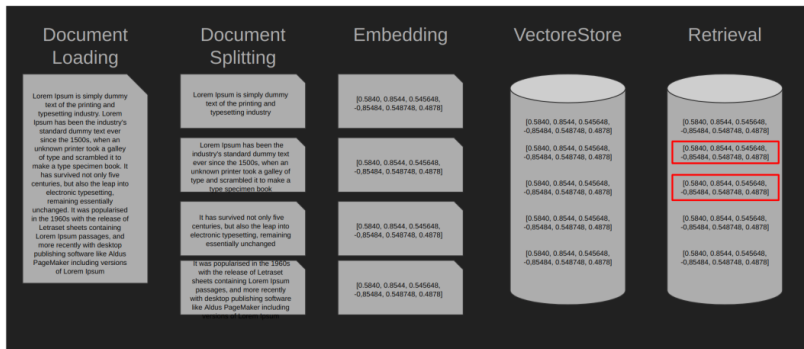 Document
Loading
Document
Splitting
Embedding
VectoreStore
Retrieval
Lorem Ipsum is simply dummy
text of the printing and
typesetting industry. Lorem
Ipsum has been the industry's
standard dummy text ever
since the 1500s, when an
unknown printer took a galley
of type and scrambled it to
make a type specimen book. It
has survived not only five
centuries, but also the leap into
electronic typesetting,
remaining essentially
unchanged. It was popularised
in the 1960s with the release of
Letraset sheets containing
Lorem Ipsum passages, and
more recently with desktop
publishing software like Aldus
PageMaker including versions
of Lorem Ipsum
Lorem Ipsum is simply dummy
text of the printing and
typesetting industry
Lorem Ipsum has been the
industry's standard dummy text
ever since the 1500s, when an
unknown printer took a galley
of type and scrambled it to make a
type specimen book
It has survived not only five
centuries, but also the leap into
electronic typesetting, remaining
essentially unchanged
It was popularised in the 1960s
with the release of Letraset
sheets containing Lorem Ipsum
passages, and more recently
with desktop publishing software
like Aldus PageMaker including
versions of Lorem Ipsum
[0.5840, 0.8544, 0.545648,
-0,85484, 0.548748, 0.4878]
[0.5840, 0.8544, 0.545648,
-0,85484, 0.548748, 0.4878]
[0.5840, 0.8544, 0.545648,
-0,85484, 0.548748, 0.4878]
[0.5840, 0.8544, 0.545648,
-0,85484, 0.548748, 0.4878]
[0.5840, 0.8544, 0.545648,
-0,85484, 0.548748, 0.4878]
[0.5840, 0.8544, 0.545648,
-0,85484, 0.548748, 0.4878]
[0.5840, 0.8544, 0.545648,
-0,85484, 0.548748, 0.4878]
[0.5840, 0.8544, 0.545648,
-0,85484, 0.548748, 0.4878]
[0.5840, 0.8544, 0.545648,
-0,85484, 0.548748, 0.4878]
[0.5840, 0.8544, 0.545648,
-0,85484, 0.548748, 0.4878]
[0.5840, 0.8544, 0.545648,
-0,85484, 0.548748, 0.4878]
[0.5840, 0.8544, 0.545648,
-0,85484, 0.548748, 0.4878]
[0.5840, 0.8544, 0.545648,
-0,85484, 0.548748, 0.4878]
[0.5840, 0.8544, 0.545648,
-0,85484, 0.548748, 0.4878]